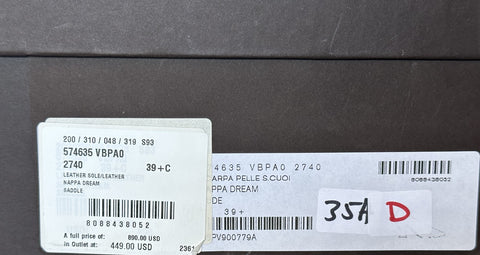 200 / 310 / 048 / 319 S93
574635 VBPA0
2740 39+C
LEATHER SOLE/LEATHER
NAPPA DREAM
SADDLE
8088438052
A full price of: 890.00 USD
in Outlet at: 449.00 USD 2361
4635 VBPA0 2740
ARPA PELLE S.CUOI
PPA DREAM
DE
39+
PV900779A
8088438052
35A D